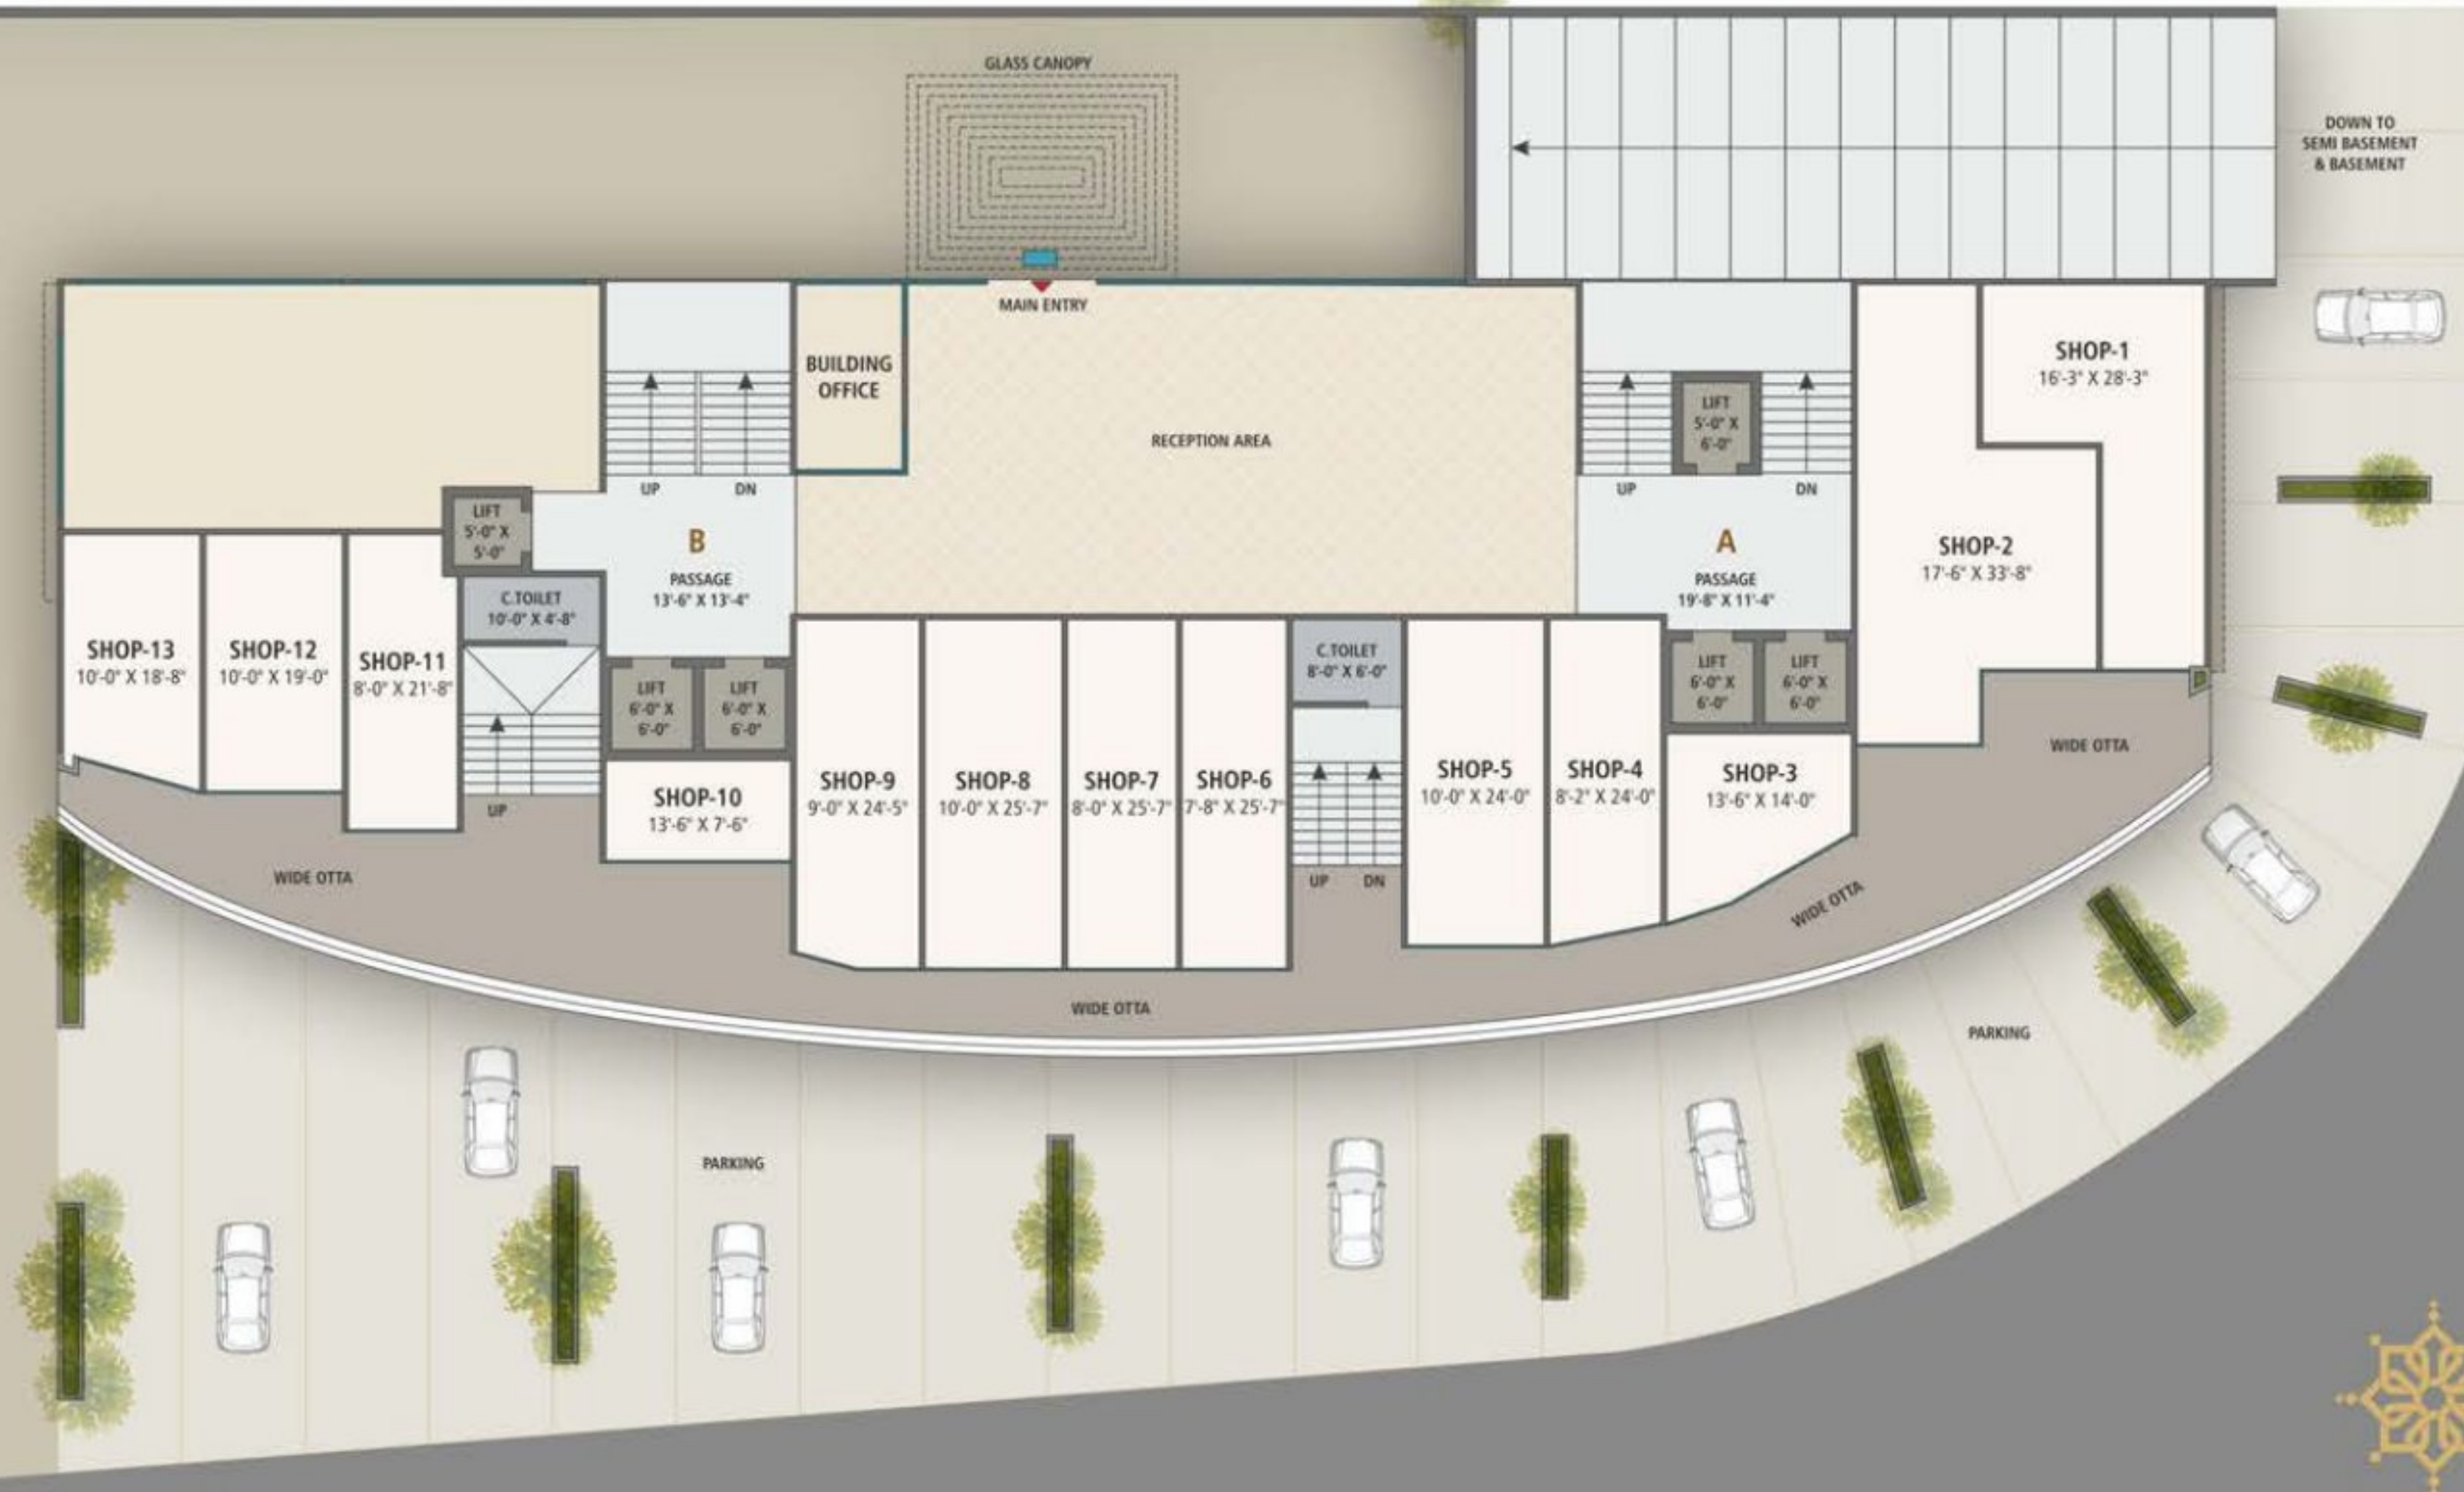 GLASS CANOPY
DOWN TO
SEMI BASEMENT
& BASEMENT
MAIN ENTRY
BUILDING
OFFICE
RECEPTION AREA
SHOP-1
16'-3" X 28'-3"
LIFT
5'-0" X
6'-0"
UP
DN
UP
DN
LIFT
5'-0" X
5'-0"
B
PASSAGE
13'-6" X 13'-4"
A
PASSAGE
19'-8" X 11'-4"
SHOP-2
17'-6" X 33'-8"
C.TOILET
10'-0" X 4'-8"
SHOP-13
10'-0" X 18'-8"
SHOP-12
10'-0" X 19'-0"
SHOP-11
8'-0" X 21'-8"
LIFT
6'-0" X
6'-0"
LIFT
6'-0" X
6'-0"
C.TOILET
8'-0" X 6'-0"
LIFT
6'-0" X
6'-0"
LIFT
6'-0" X
6'-0"
WIDE OTTA
UP
SHOP-10
13'-6" X 7'-6"
SHOP-9
9'-0" X 24'-5"
SHOP-8
10'-0" X 25'-7"
SHOP-7
8'-0" X 25'-7"
SHOP-6
7'-8" X 25'-7"
SHOP-5
10'-0" X 24'-0"
SHOP-4
8'-2" X 24'-0"
SHOP-3
13'-6" X 14'-0"
WIDE OTTA
UP
DN
WIDE OTTA
WIDE OTTA
PARKING
PARKING